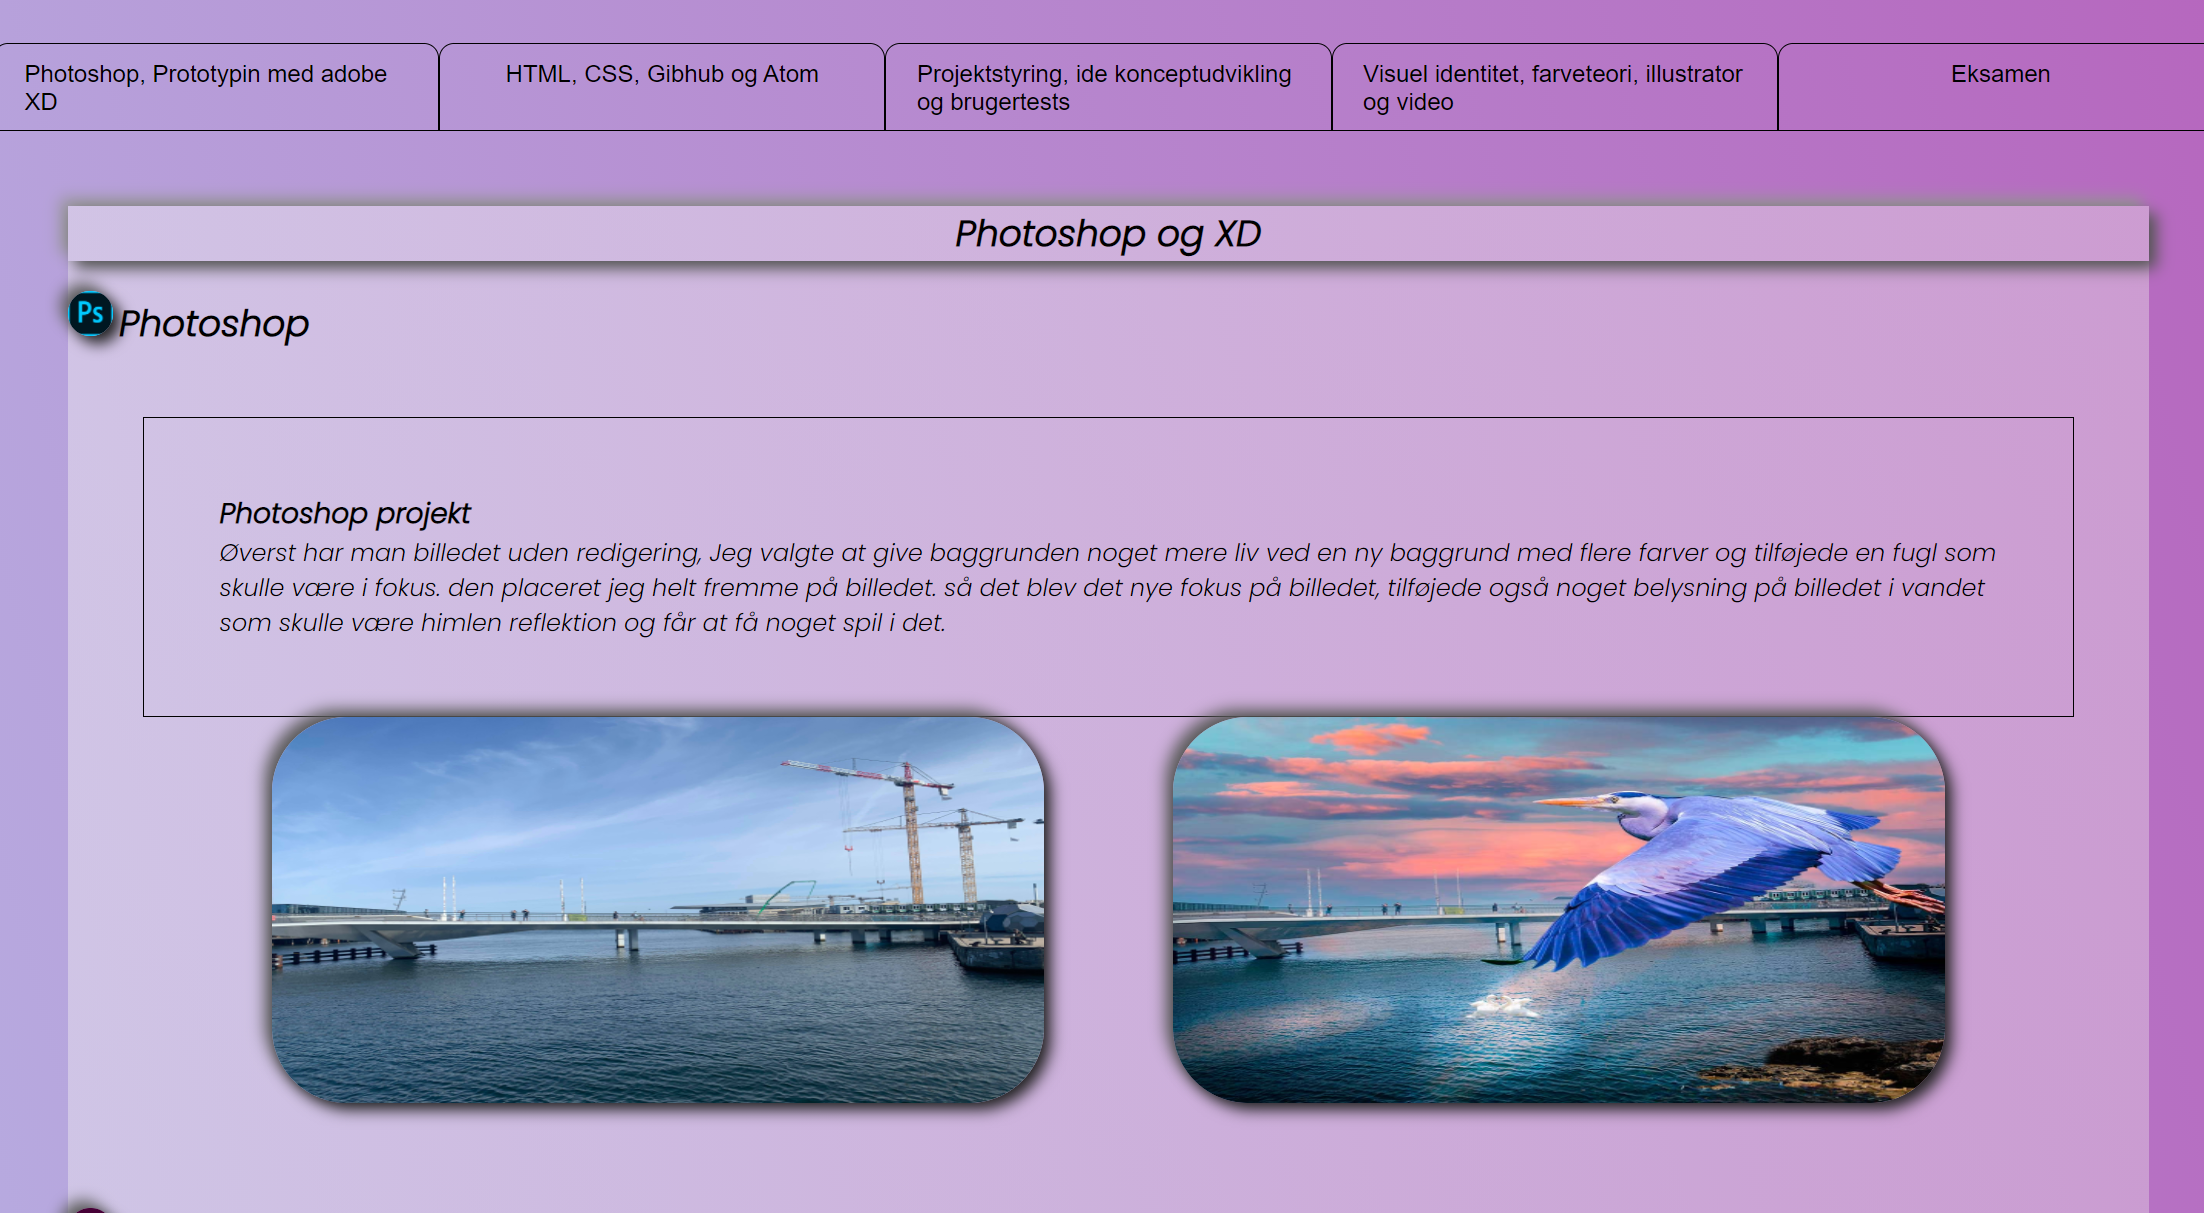 Photoshop, Prototypin med adobe
XD
HTML, CSS, Gibhub og Atom
Projektstyring, ide konceptudvikling
og brugertests
Visuel identitet, farveteori, illustrator
og video
Eksamen
Photoshop og XD
Ps
Photoshop
Photoshop projekt
Øverst har man billedet uden redigering, Jeg valgte at give baggrunden noget mere liv ved en ny baggrund med flere farver og tilføjede en fugl som
skulle være i fokus. den placeret jeg helt fremme på billedet. så det blev det nye fokus på billedet, tilføjede også noget belysning på billedet i vandet
som skulle være himlen reflektion og får at få noget spil i det.